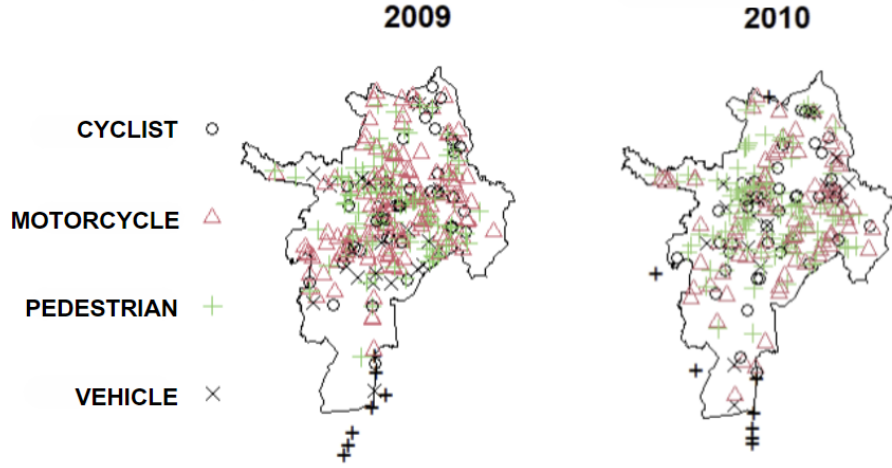 2009
2010
CYCLIST
MOTORCYCLE
PEDESTRIAN
VEHICLE